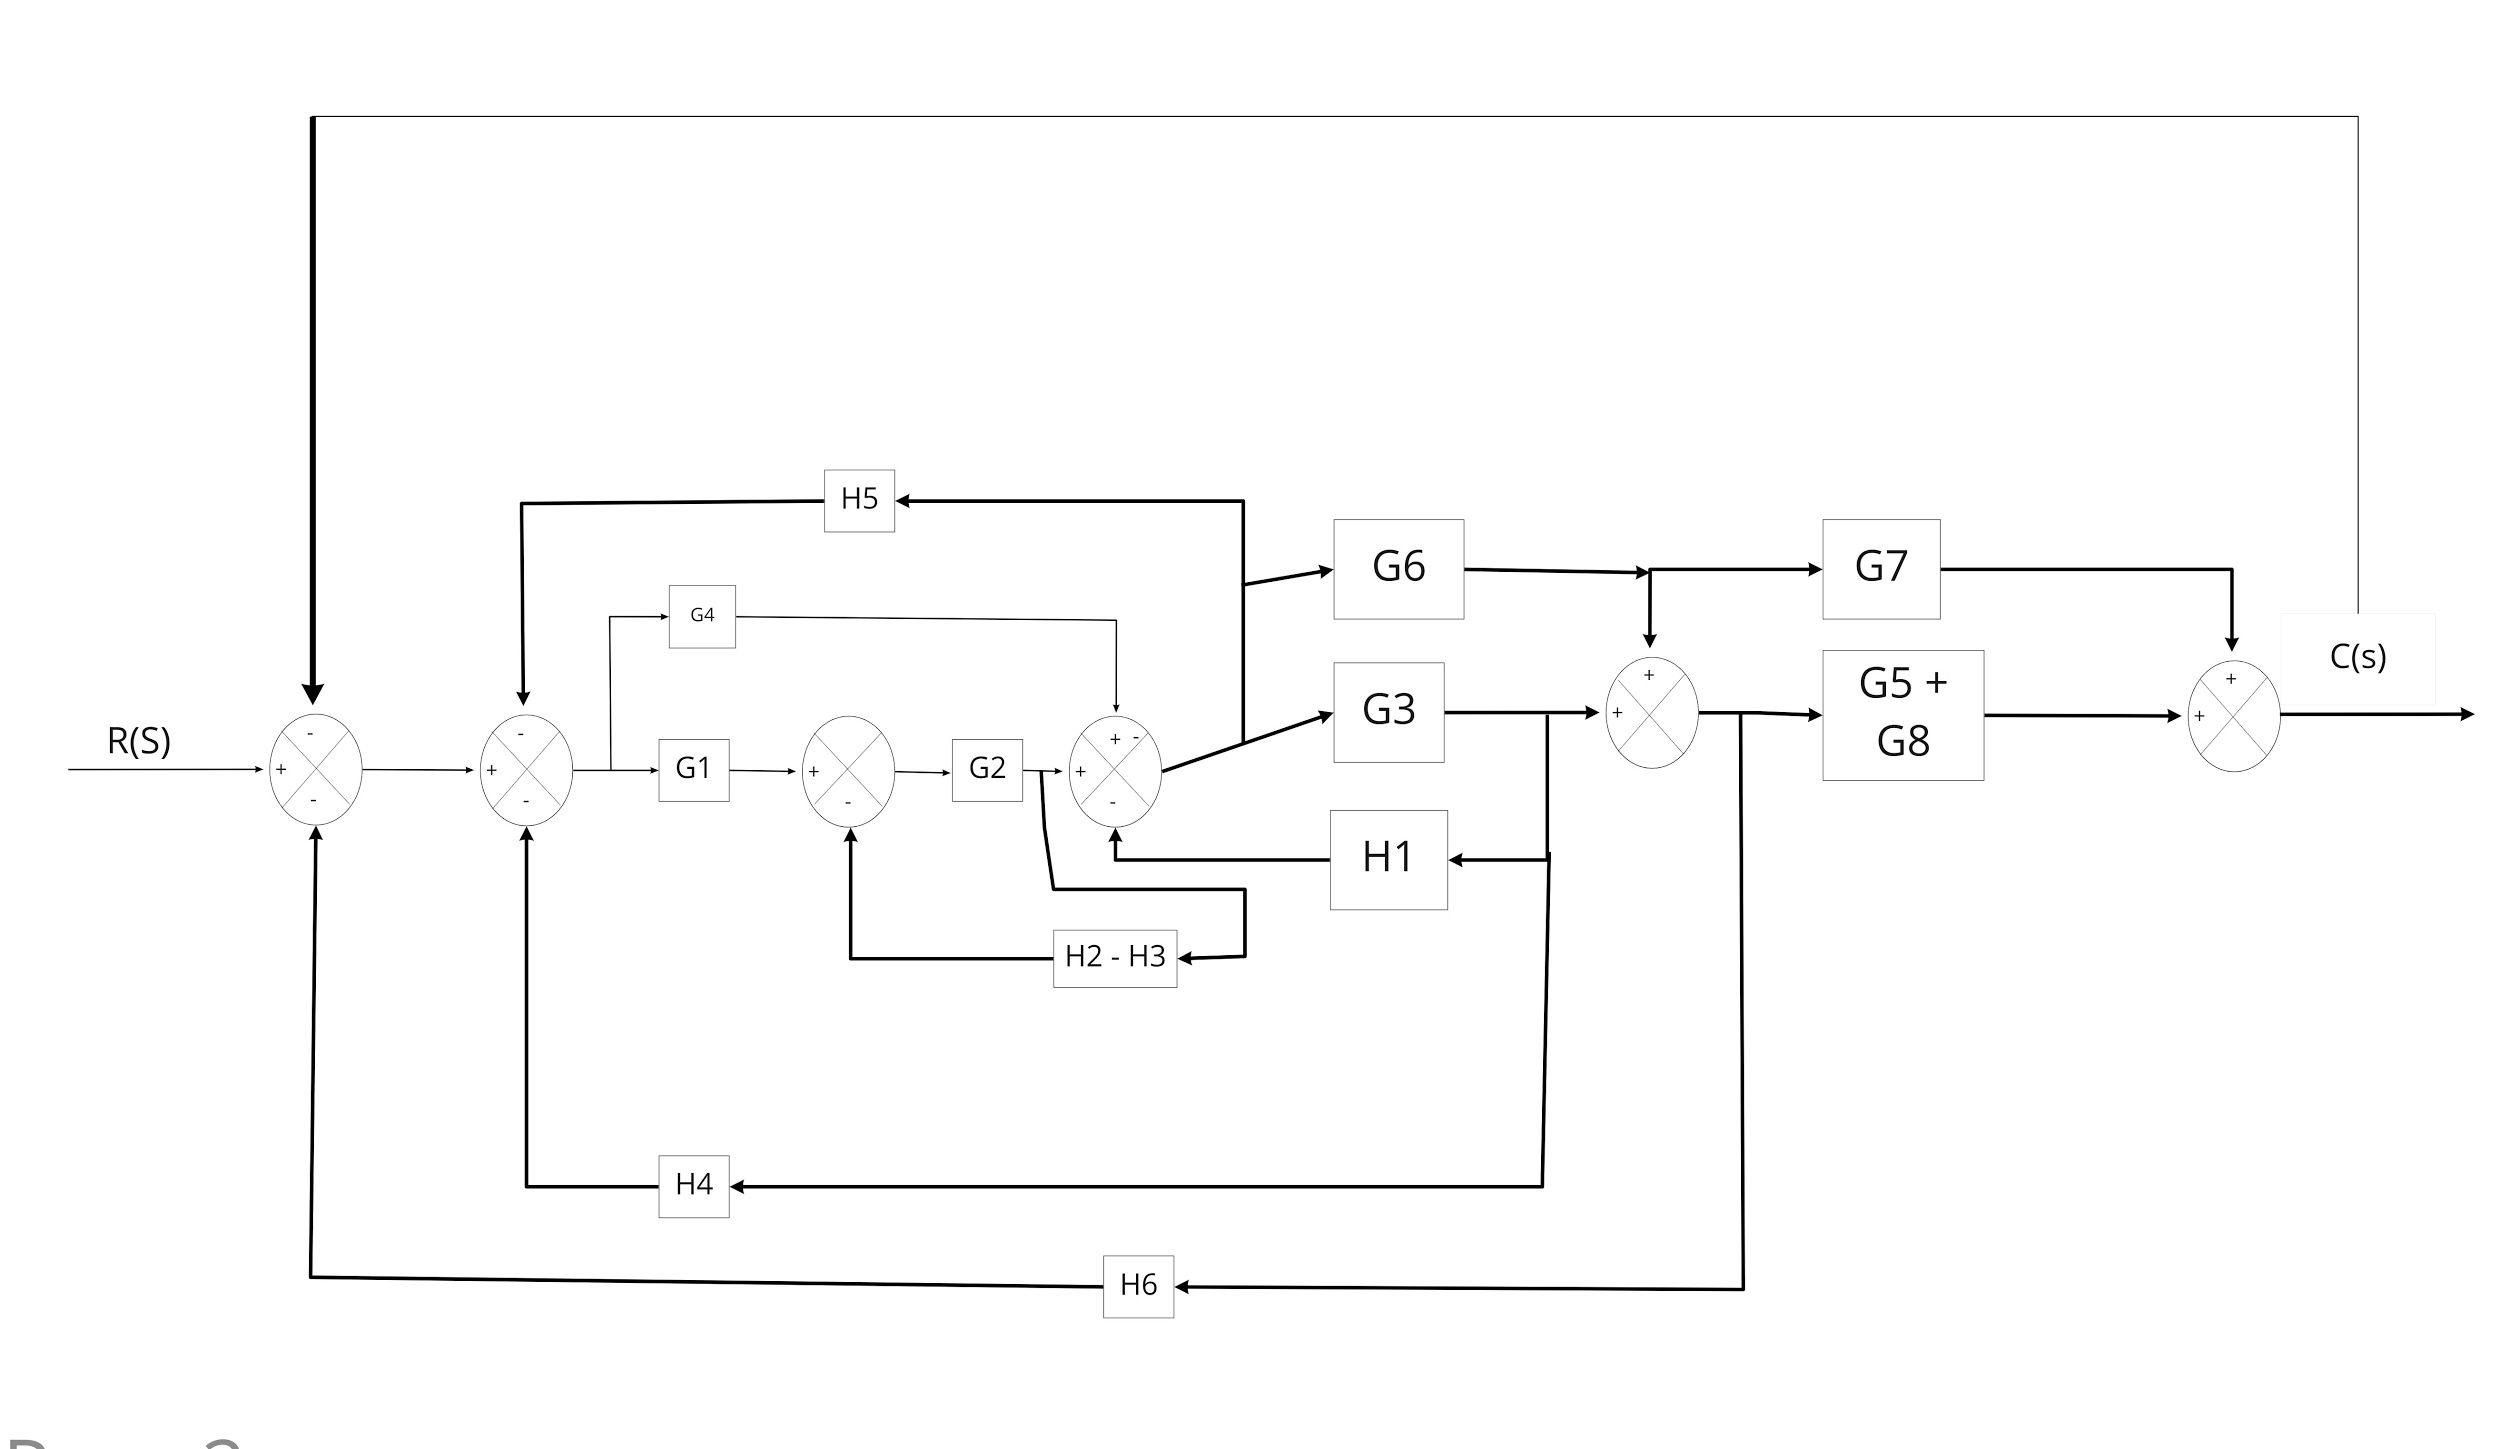 H5
G6
G7
G4
C(s)
G5 +
G8
G3
R(S)
-
-
+
-
+
+
+
+
+
-
+
+
+
G1
G2
-
-
-
-
H1
H2 - H3
H4
H6